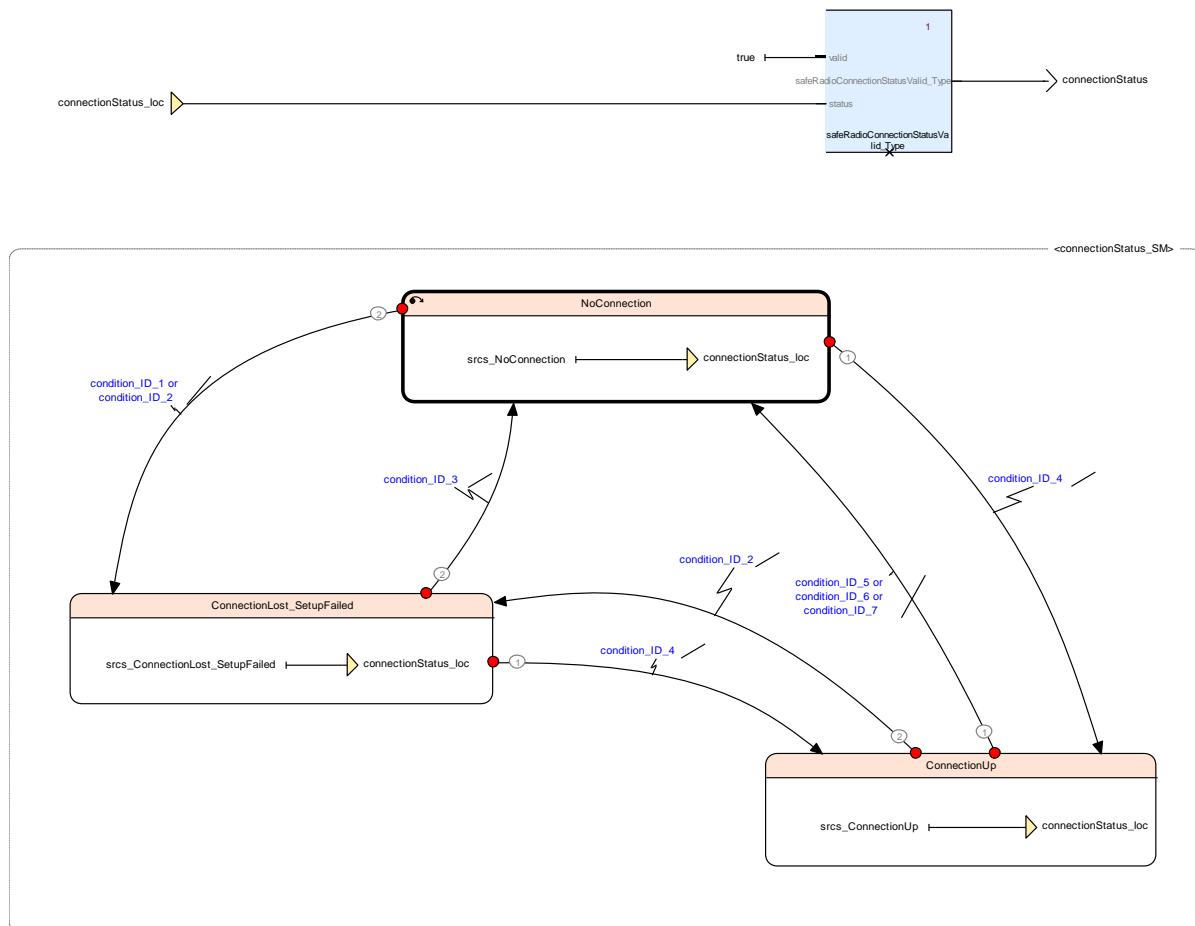 1
true
valid
safeRadioConnectionStatusValid_Type
connectionStatus
connectionStatus_loc
status
safeRadioConnectionStatusVa
lid_Type
<connectionStatus_SM>
NoConnection
2
srcs_NoConnection
connectionStatus_loc
1
condition_ID_1 or
condition_ID_2
condition_ID_3
condition_ID_4
2
condition_ID_2
condition_ID_5 or
condition_ID_6 or
condition_ID_7
ConnectionLost_SetupFailed
srcs_ConnectionLost_SetupFailed
connectionStatus_loc
1
condition_ID_4
2
1
ConnectionUp
srcs_ConnectionUp
connectionStatus_loc